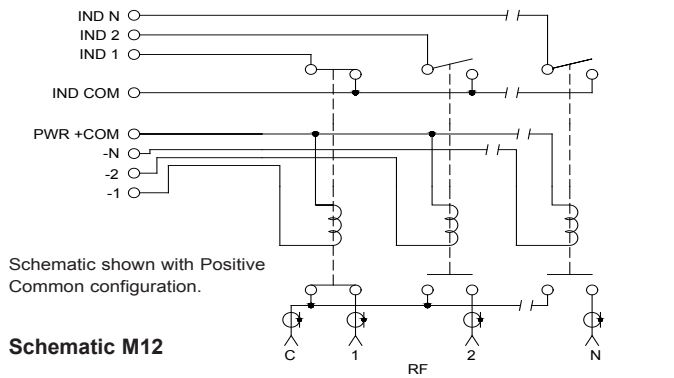 IND N
IND 2
IND 1
IND COM
PWR +COM
-N
-2
-1
Schematic shown with Positive
Common configuration.
Schematic M12
C
1
2
N
RF